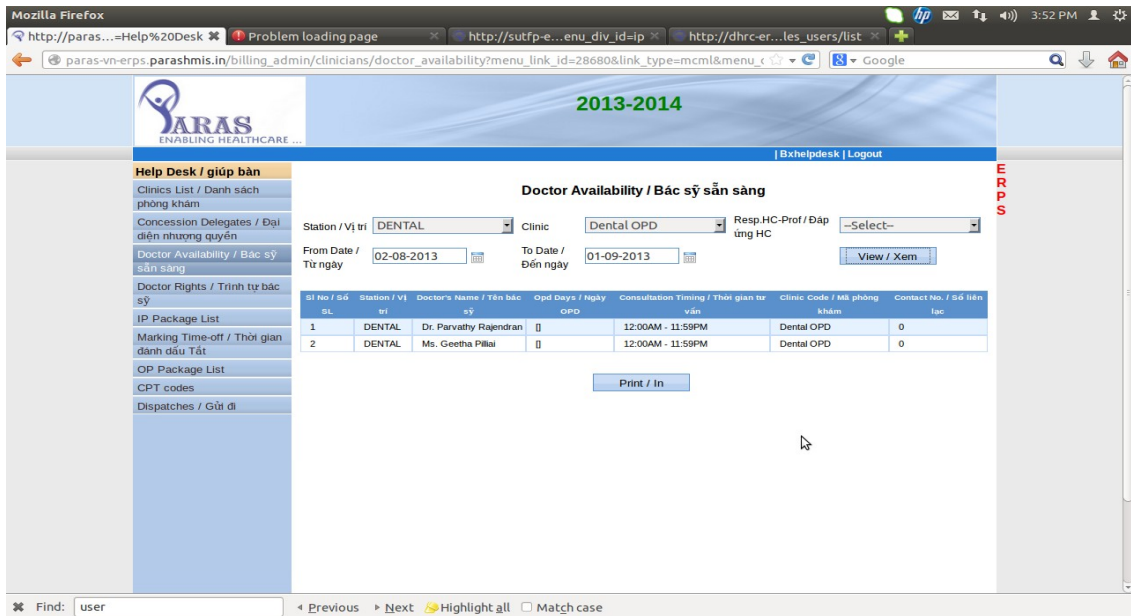 Mozilla Firefox
3:52 PM
http://paras...=Help%20Desk
Problem loading page
http://sutfp-e...enu_div_id=ip
http://dhrc-er...les_users/list
paras-vn-erps.parashmis.in/billing_admin/clinicians/doctor_availability?menu_link_id=28680&link_type=mcml&menu_c
Google
PARAS
ENABLING HEALTHCARE ...
2013-2014
| Bxhelpdesk | Logout
ERPS
Help Desk / giúp bàn
Clinics List / Danh sách
phòng khám
Concession Delegates / Đại
diện nhượng quyền
Doctor Availability / Bác sỹ
sẵn sàng
Doctor Rights / Trình tự bác
sỹ
IP Package List
Marking Time-off / Thời gian
đánh dấu Tắt
OP Package List
CPT codes
Dispatches / Gửi đi
Doctor Availability / Bác sỹ sẵn sàng
Station / Vị trí DENTAL Clinic Dental OPD Resp.HC-Prof / Đáp
ứng HC --Select--
From Date /
Từ ngày 02-08-2013 To Date /
Đến ngày 01-09-2013 View / Xem
Sl No / Số Station / Vị Doctor's Name / Tên bác Opd Days / Ngày Consultation Timing / Thời gian tư Clinic Code / Mã phòng Contact No. / Số liên
SL trí sỹ OPD vấn khám lạc
1 DENTAL Dr. Parvathy Rajendran [] 12:00AM - 11:59PM Dental OPD 0
2 DENTAL Ms. Geetha Pilliai [] 12:00AM - 11:59PM Dental OPD 0
Print / In
Find: user Previous Next Highlight all Match case